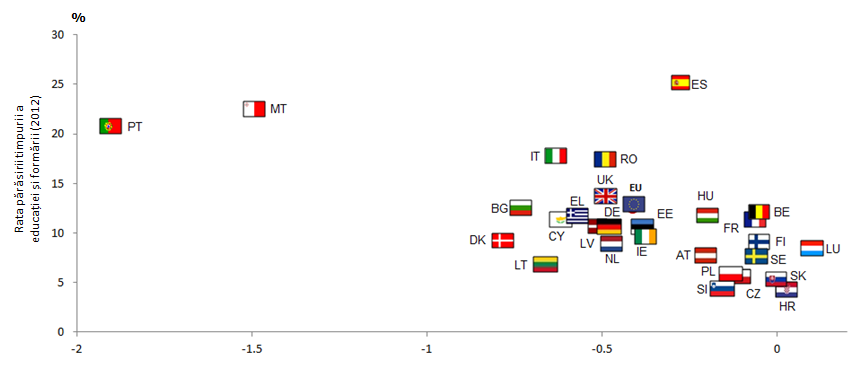 %
Rata părăsirii timpurii a
educației și formării (2012)
35
30
25
20
15
10
5
0
-2
-1.5
-1
-0.5
0
PT
MT
ES
IT
RO
UK
EU
BG
EL
DE
EE
HU
FR
BE
CY
LV
NL
IE
DK
LT
AT
FI
SE
LU
PL
SI
CZ
SK
HR